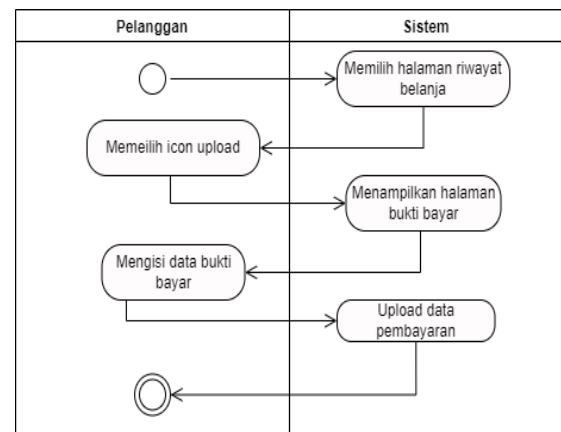 Pelanggan
Sistem
Memilih halaman riwayat
belanja
Memeilih icon upload
Menampilkan halaman
bukti bayar
Mengisi data bukti
bayar
Upload data
pembayaran